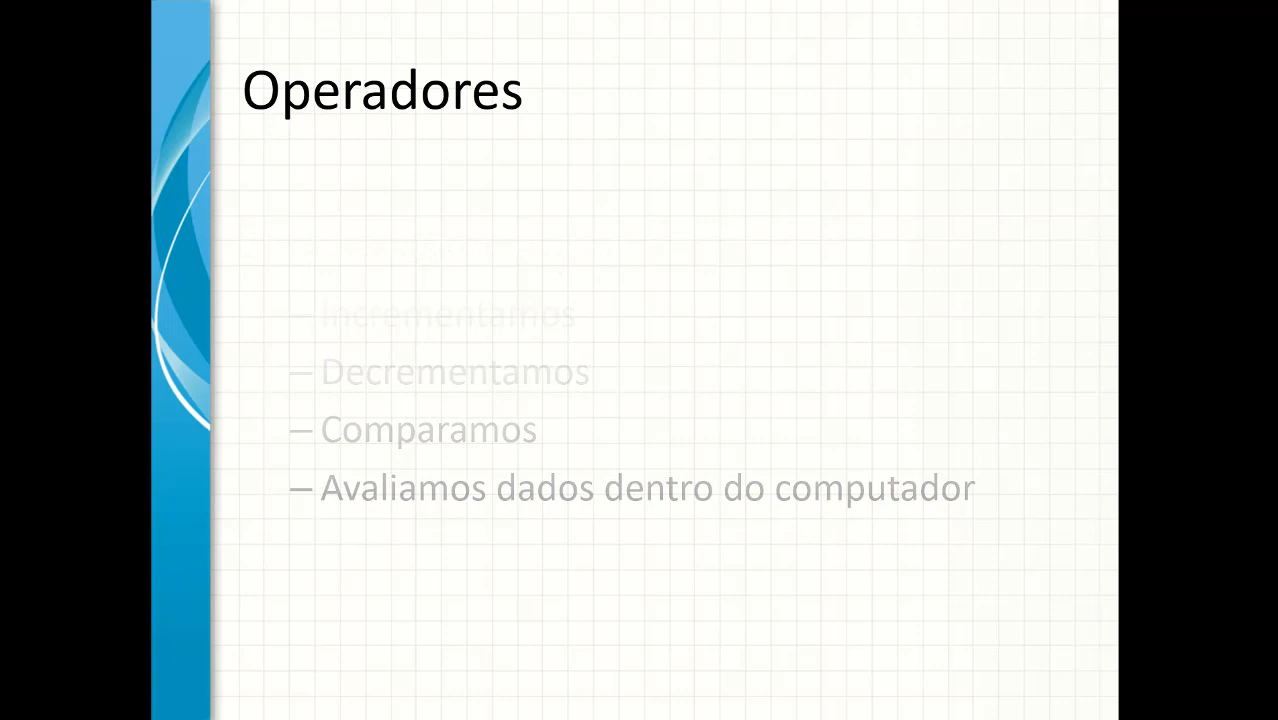 Operadores
– Incrementamos
– Decrementamos
– Comparamos
– Avaliamos dados dentro do computador